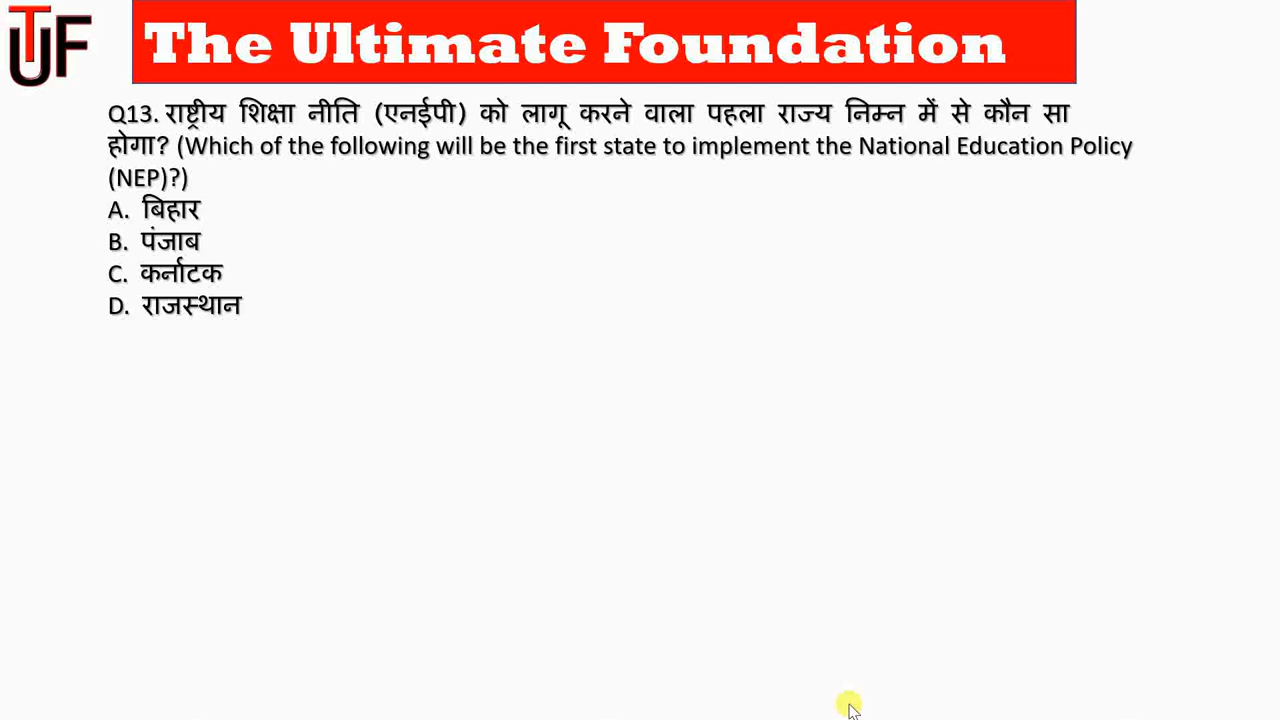 TUF
The Ultimate Foundation
Q13. राष्ट्रीय शिक्षा नीति (एनईपी) को लागू करने वाला पहला राज्य निम्न में से कौन सा
होगा? (Which of the following will be the first state to implement the National Education Policy
(NEP)?)
A. बिहार
B. पंजाब
C. कर्नाटक
D. राजस्थान